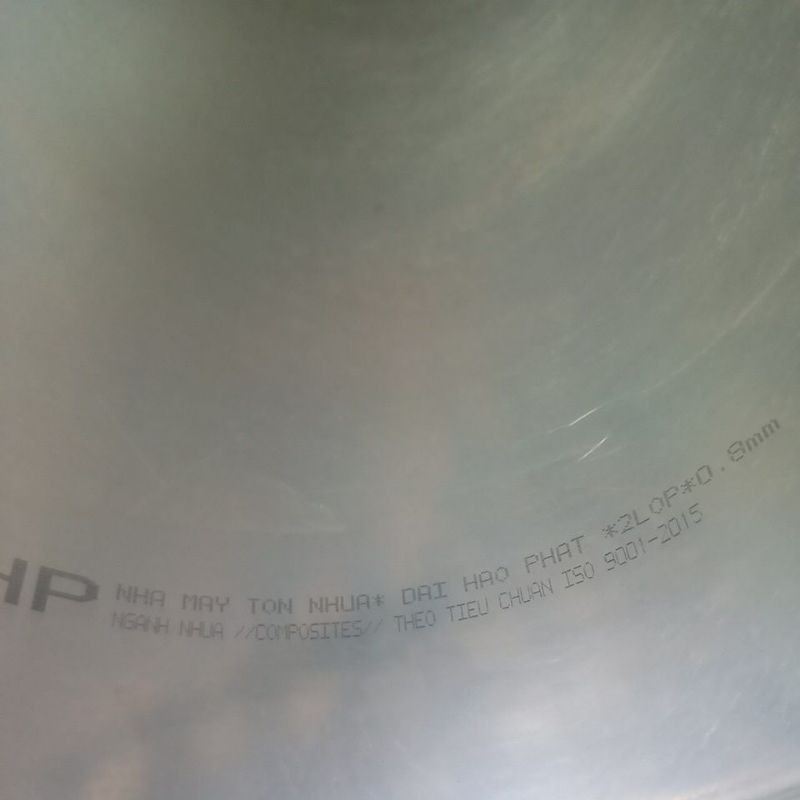 HP
NHA MAY TON NHUA* DAI HAO PHAT *2LOP*0.8mm
NGANH NHUA //COMPOSITES// THEO TIEU CHUAN ISO 9001-2015